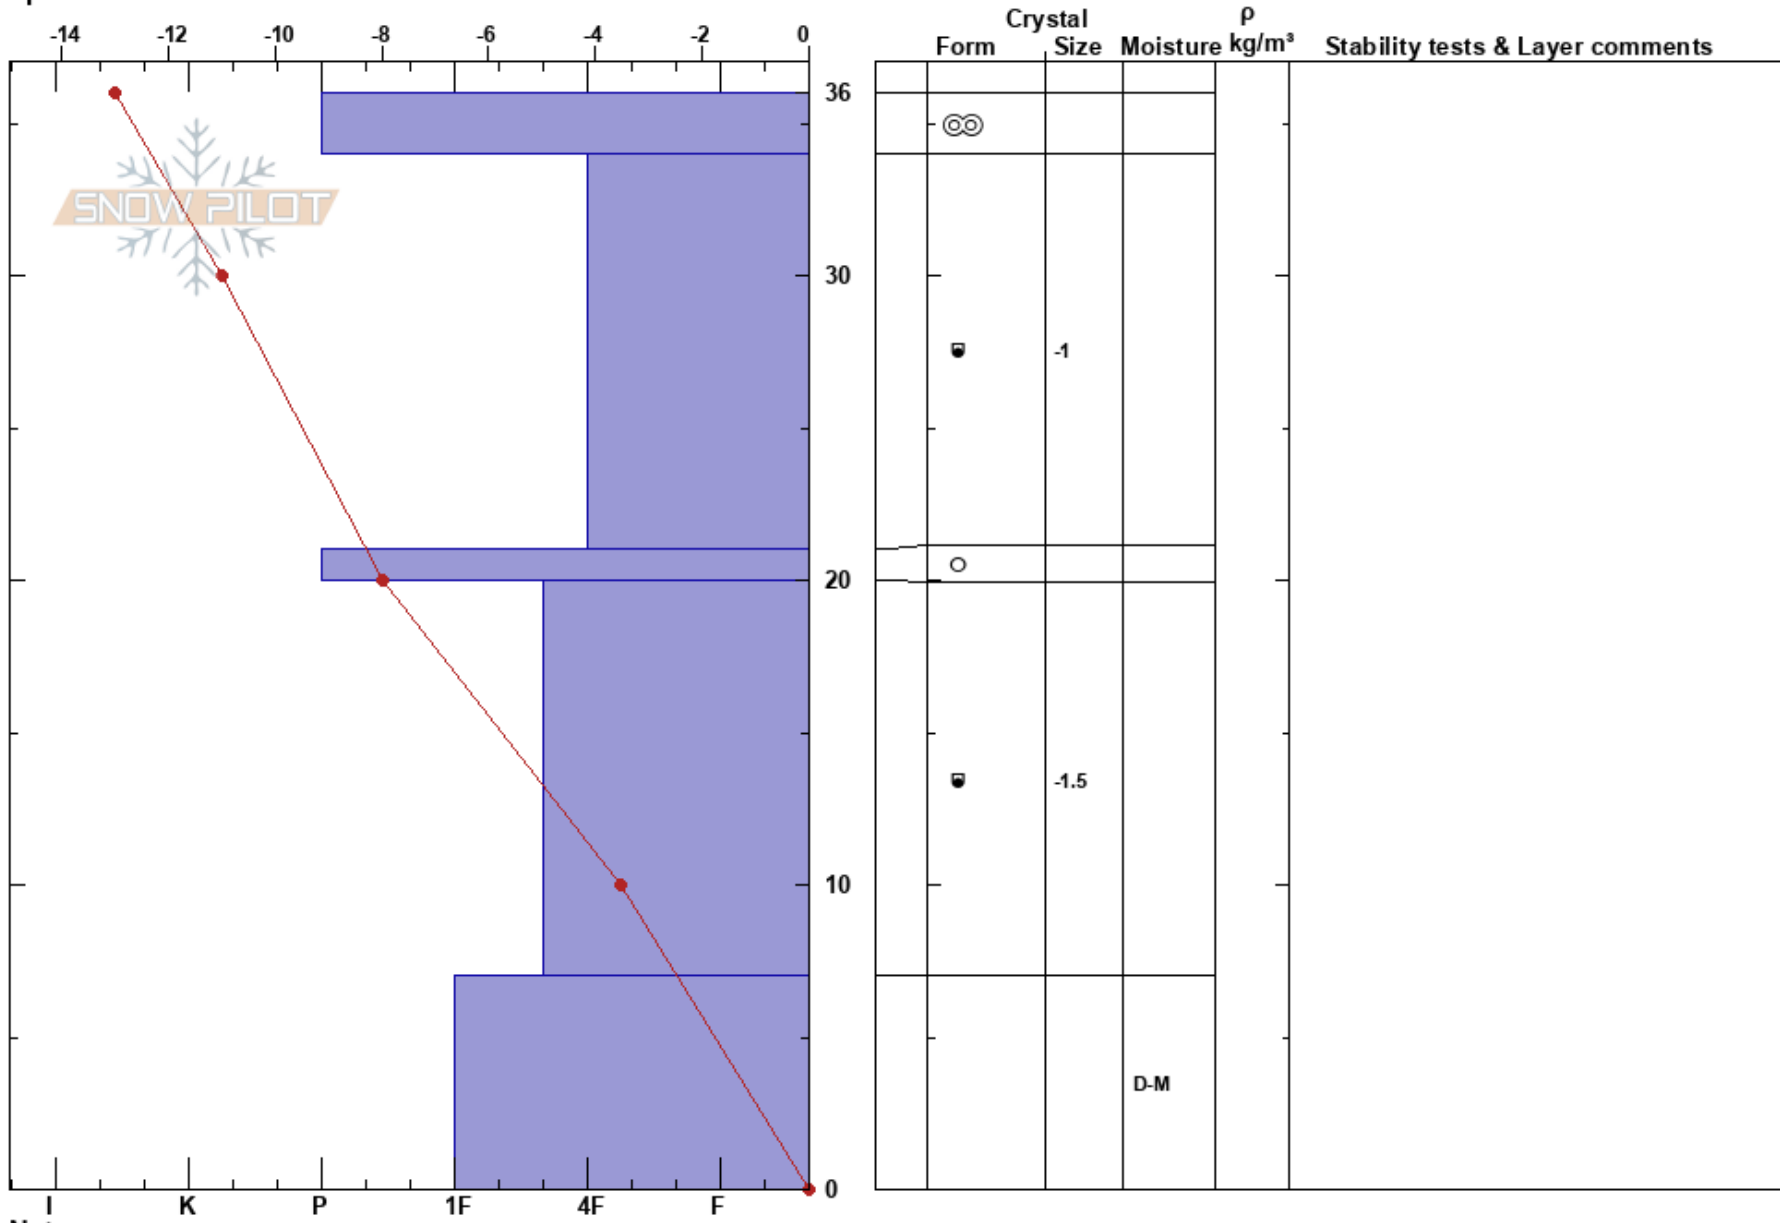 Crystal ρ
-14 -12 -10 -8 -6 -4 -2 0 Form Size Moisture kg/m³ Stability tests & Layer comments
36
SNOW PILOT
30
-1
20
-1.5
10
D-M
0
I K P 1F 4F F